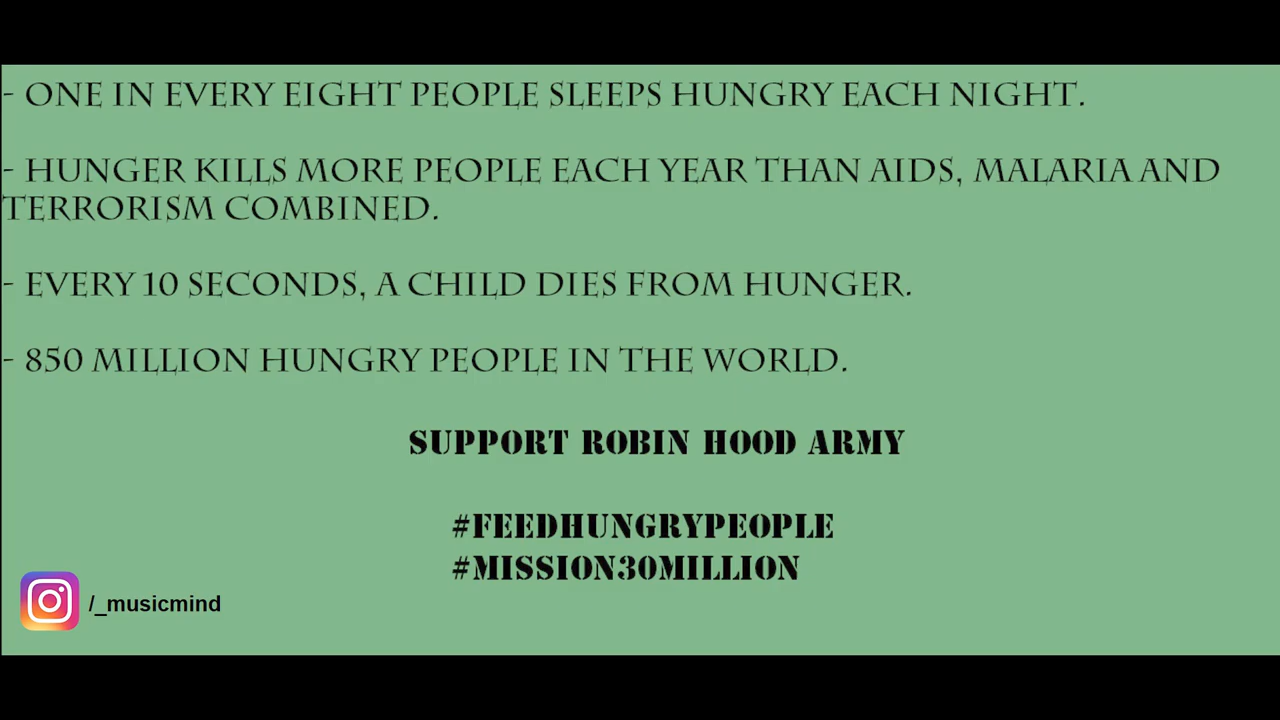 - ONE IN EVERY EIGHT PEOPLE SLEEPS HUNGRY EACH NIGHT.
- HUNGER KILLS MORE PEOPLE EACH YEAR THAN AIDS, MALARIA AND
TERRORISM COMBINED.
- EVERY 10 SECONDS, A CHILD DIES FROM HUNGER.
- 850 MILLION HUNGRY PEOPLE IN THE WORLD.
SUPPORT ROBIN HOOD ARMY
#FEEDHUNGRYPEOPLE
#MISSION30MILLION
/_musicmind